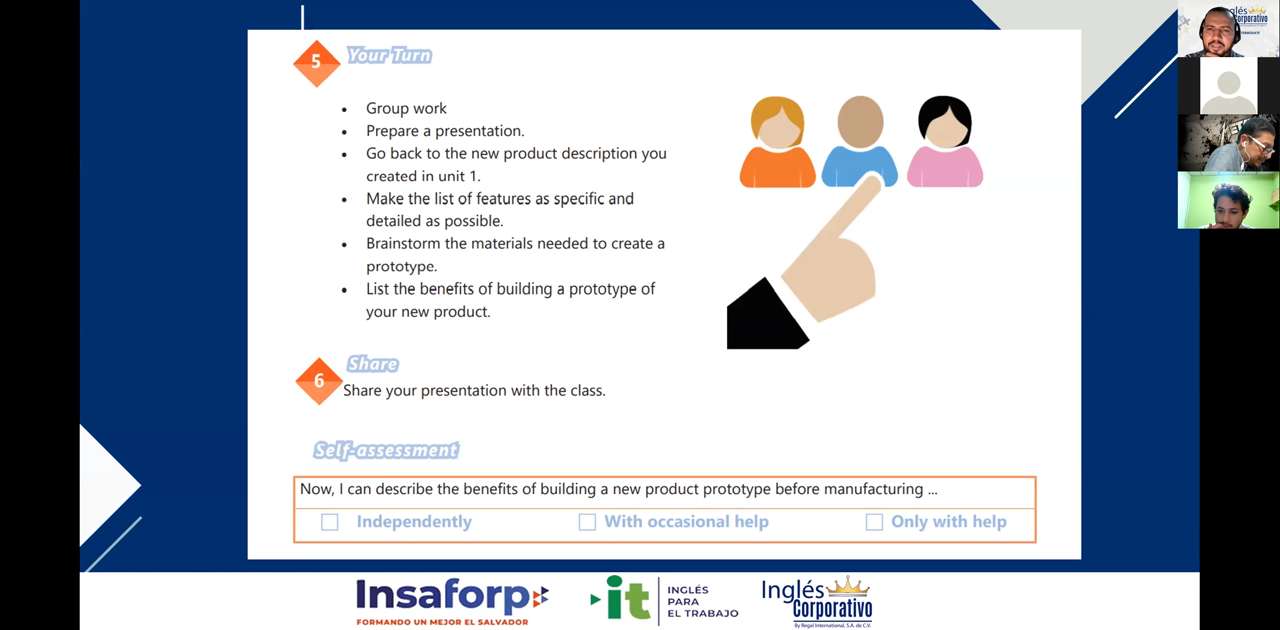 5
Your Turn
• Group work
• Prepare a presentation.
• Go back to the new product description you
created in unit 1.
• Make the list of features as specific and
detailed as possible.
• Brainstorm the materials needed to create a
prototype.
• List the benefits of building a prototype of
your new product.
6
Share
Share your presentation with the class.
Self-assessment
Now, I can describe the benefits of building a new product prototype before manufacturing ...
Independently
With occasional help
Only with help
Insaforp
FORMANDO UN MEJOR EL SALVADOR
it
INGLÉS
PARA
EL TRABAJO
Inglés
Corporativo
By Regal International, S.A. de C.V.